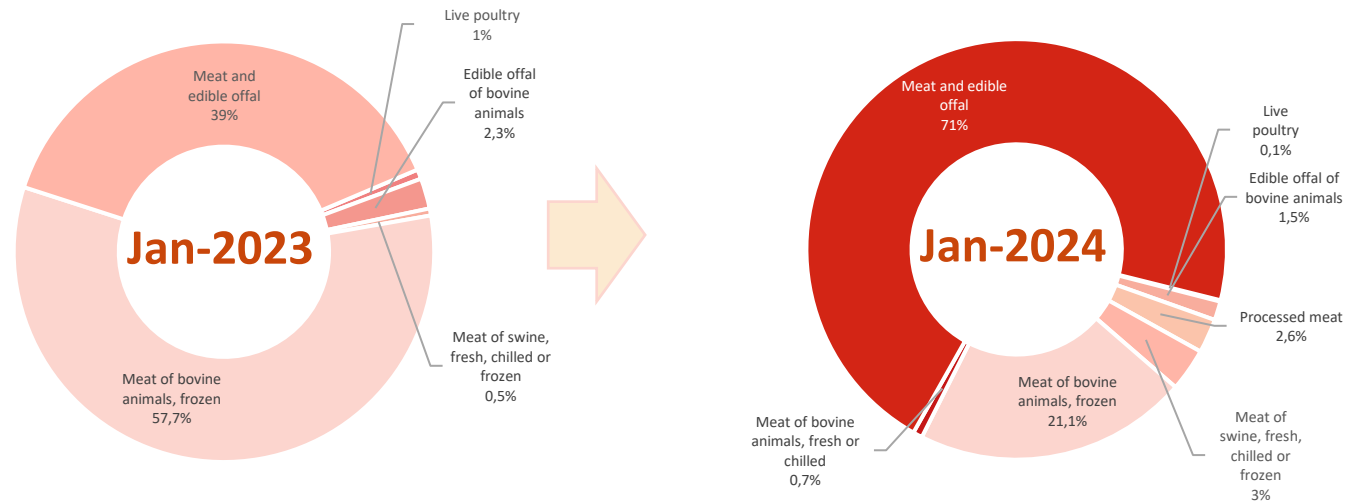 Live poultry
1%
Meat and
edible offal
39%
Edible offal
of bovine
animals
2,3%
Jan-2023
Meat of swine,
fresh, chilled or
frozen
0,5%
Meat of bovine
animals, frozen
57,7%
Meat and edible
offal
71%
Live
poultry
0,1%
Edible offal of
bovine animals
1,5%
Jan-2024
Processed meat
2,6%
Meat of bovine
animals, frozen
21,1%
Meat of
swine, fresh,
chilled or
frozen
3%
Meat of bovine
animals, fresh or
chilled
0,7%